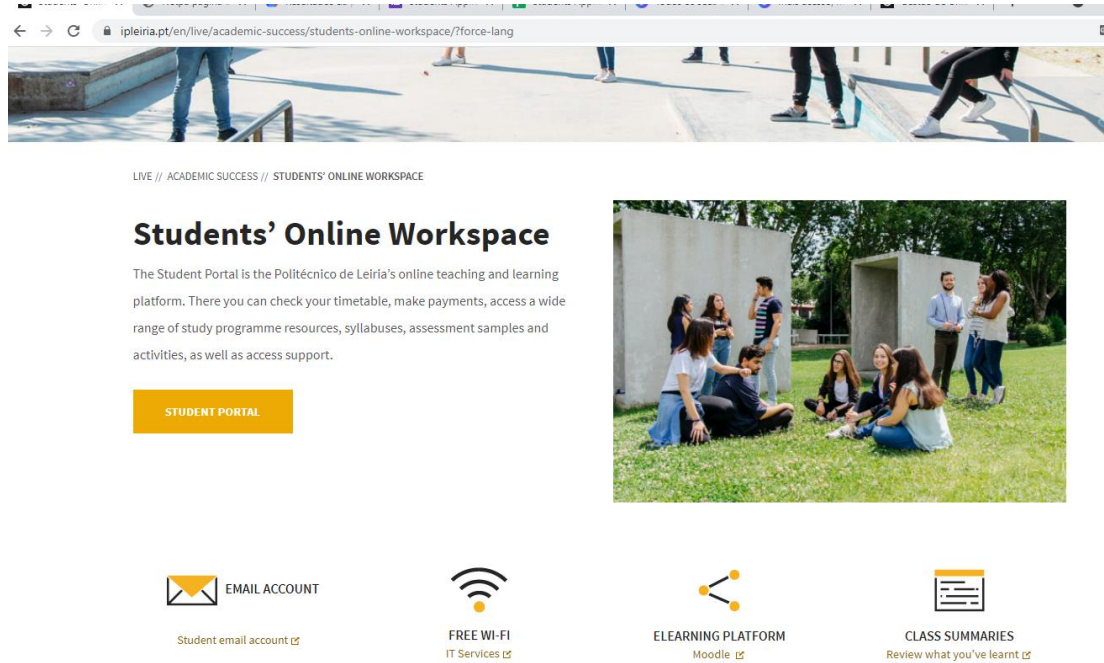 ipleiria.pt/en/live/academic-success/students-online-workspace/?force-lang
LIVE // ACADEMIC SUCCESS // STUDENTS' ONLINE WORKSPACE
Students' Online Workspace
The Student Portal is the Politécnico de Leiria's online teaching and learning
platform. There you can check your timetable, make payments, access a wide
range of study programme resources, syllabuses, assessment samples and
activities, as well as access support.
STUDENT PORTAL
EMAIL ACCOUNT
Student email account
FREE WI-FI
IT Services
ELEARNING PLATFORM
Moodle
CLASS SUMMARIES
Review what you've learnt